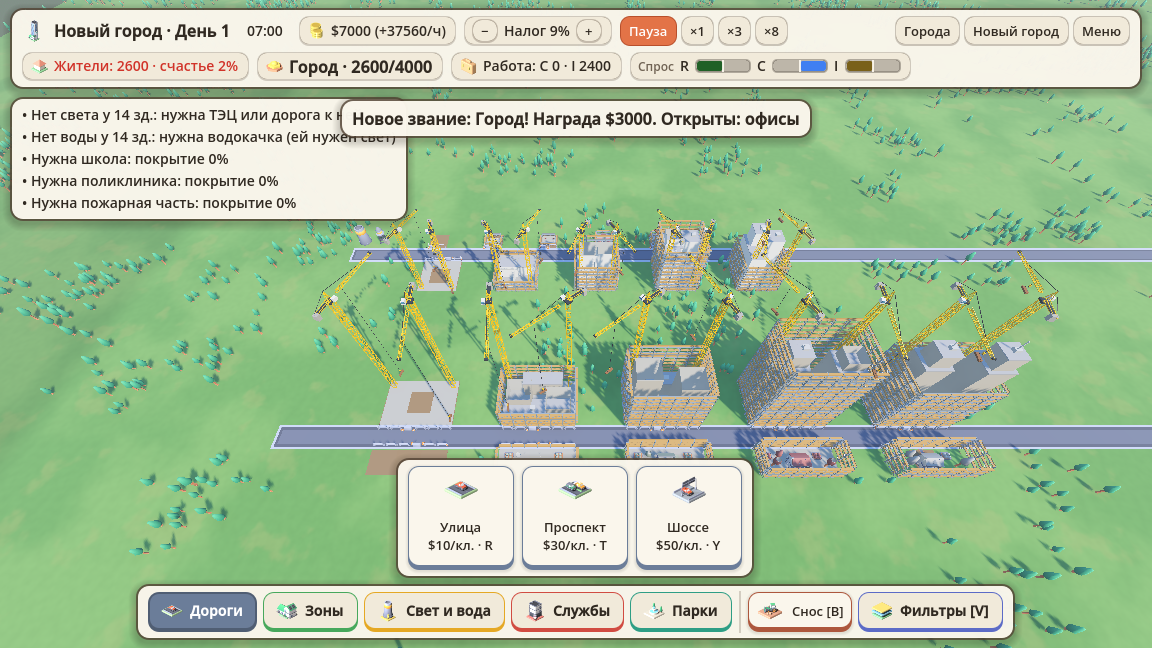 Новый город · День 1
07:00
$7000 (+37560/ч)
− Налог 9% +
Пауза
×1
×3
×8
Города
Новый город
Меню
Жители: 2600 · счастье 2%
Город · 2600/4000
Работа: C 0 · I 2400
Спрос R C I
• Нет света у 14 зд.: нужна ТЭЦ или дорога к
Новое звание: Город! Награда $3000. Открыты: офисы
• Нет воды у 14 зд.: нужна водокачка (ей нужен свет)
• Нужна школа: покрытие 0%
• Нужна поликлиника: покрытие 0%
• Нужна пожарная часть: покрытие 0%
Улица
$10/кл. · R
Проспект
$30/кл. · T
Шоссе
$50/кл. · Y
Дороги
Зоны
Свет и вода
Службы
Парки
Снос [B]
Фильтры [V]